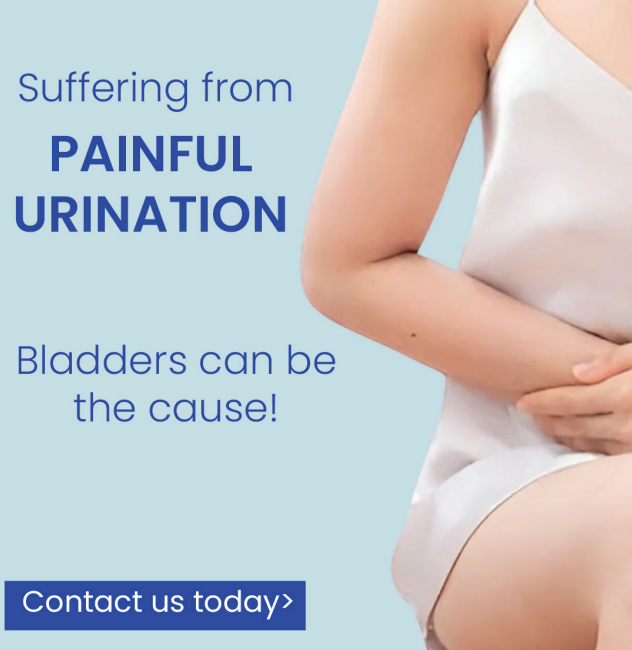 Suffering from
PAINFUL
URINATION
Bladders can be
the cause!
Contact us today>